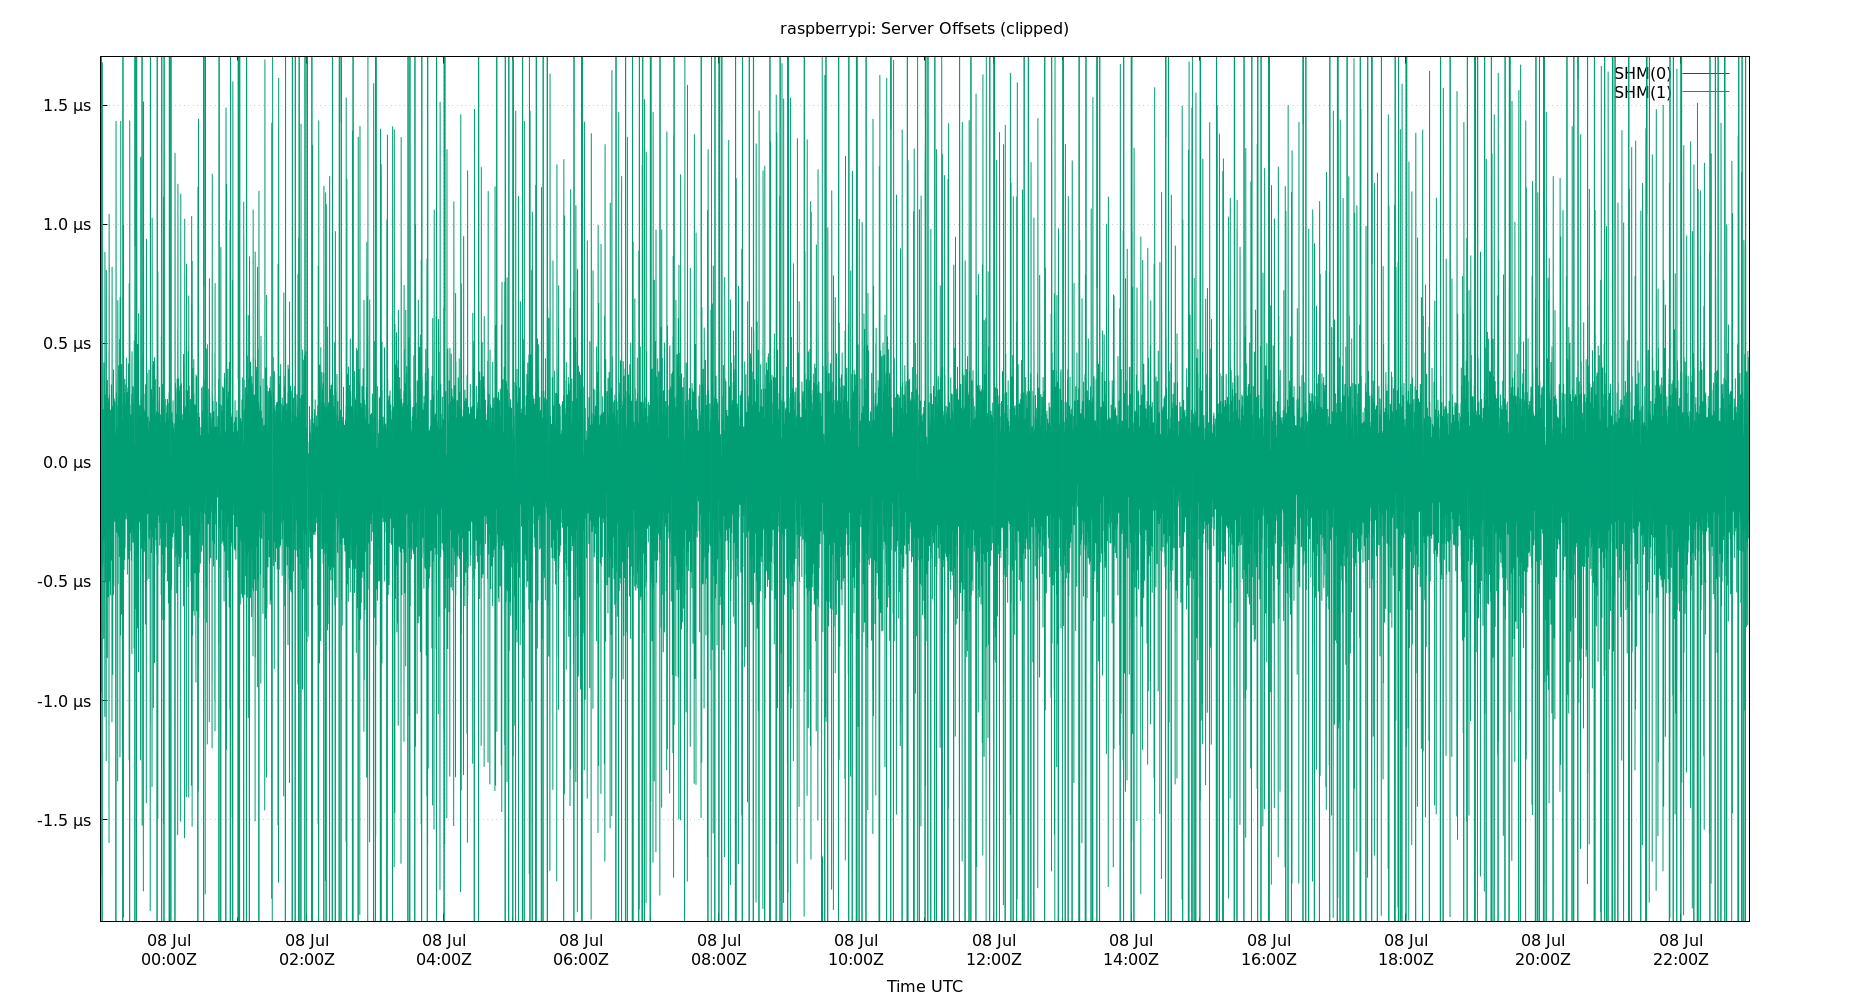 raspberrypi: Server Offsets (clipped)
SHM(0)
SHM(1)
1.5 µs
1.0 µs
0.5 µs
0.0 µs
-0.5 µs
-1.0 µs
-1.5 µs
08 Jul 08 Jul 08 Jul 08 Jul 08 Jul 08 Jul 08 Jul 08 Jul 08 Jul 08 Jul 08 Jul 08 Jul
00:00Z 02:00Z 04:00Z 06:00Z 08:00Z 10:00Z 12:00Z 14:00Z 16:00Z 18:00Z 20:00Z 22:00Z
Time UTC